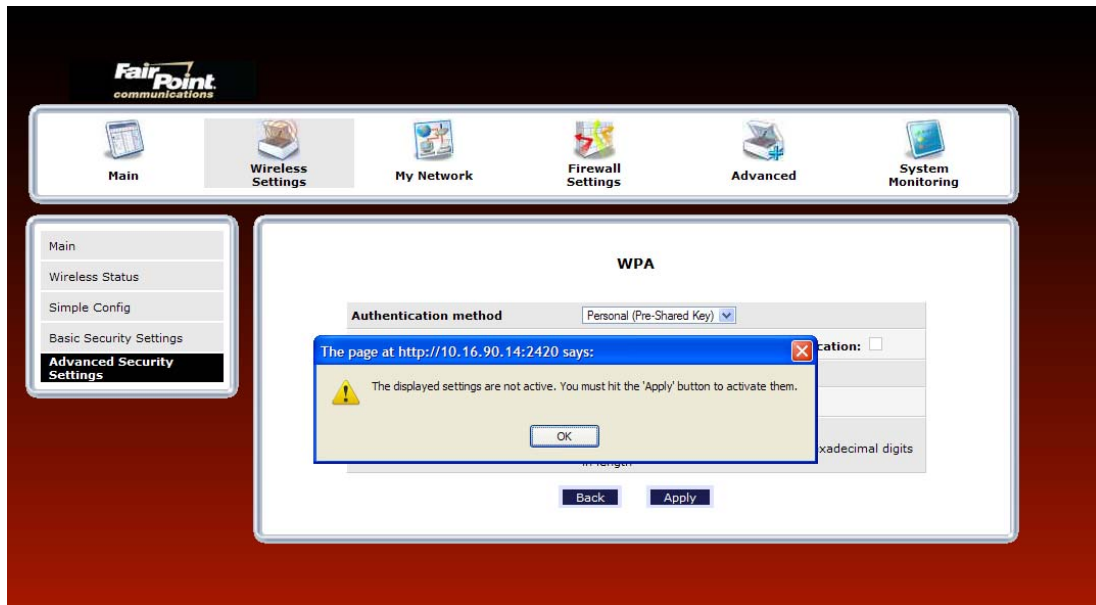 FairPoint.
communications
Main
Wireless
Settings
My Network
Firewall
Settings
Advanced
System
Monitoring
Main
Wireless Status
Simple Config
Basic Security Settings
Advanced Security
Settings
WPA
Authentication method
Personal (Pre-Shared Key)
cation:
The page at http://10.16.90.14:2420 says:
The displayed settings are not active. You must hit the 'Apply' button to activate them.
OK
xadecimal digits
in length
Back
Apply